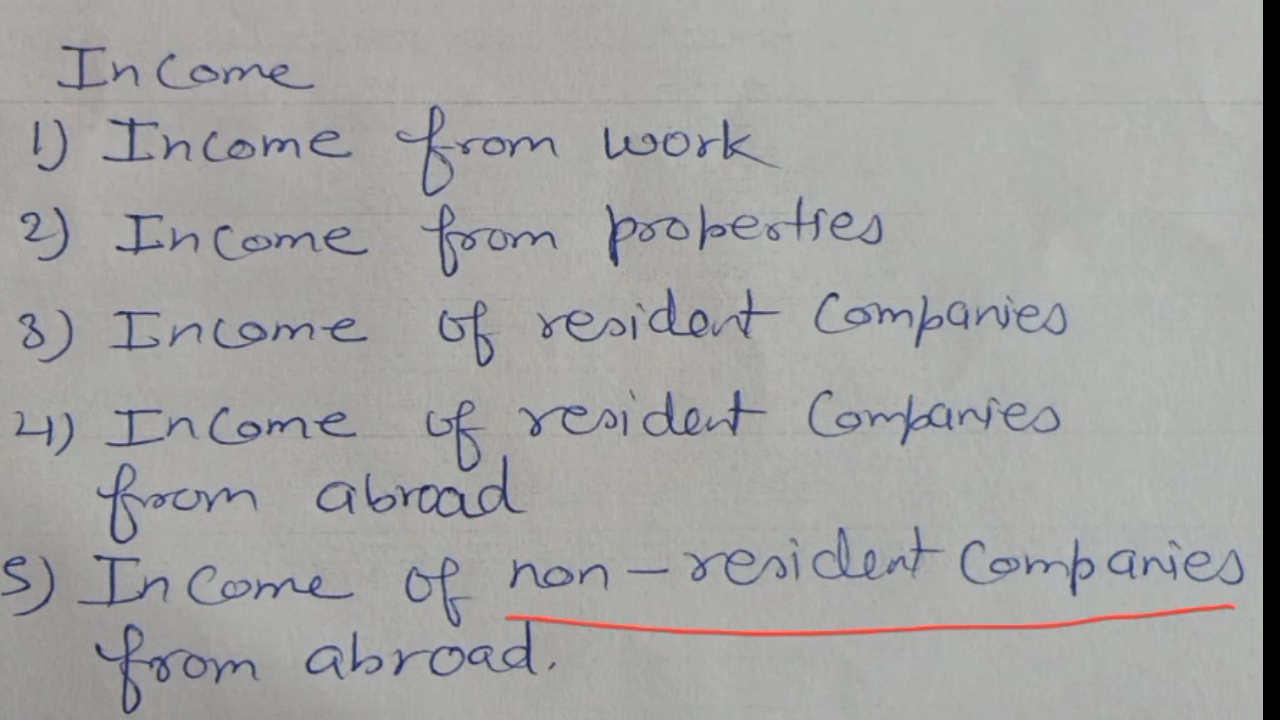 Income
1) Income from work
2) Income from properties
3) Income of resident Companies
4) Income of resident Companies
from abroad
5) Income of non-resident Companies
from abroad.